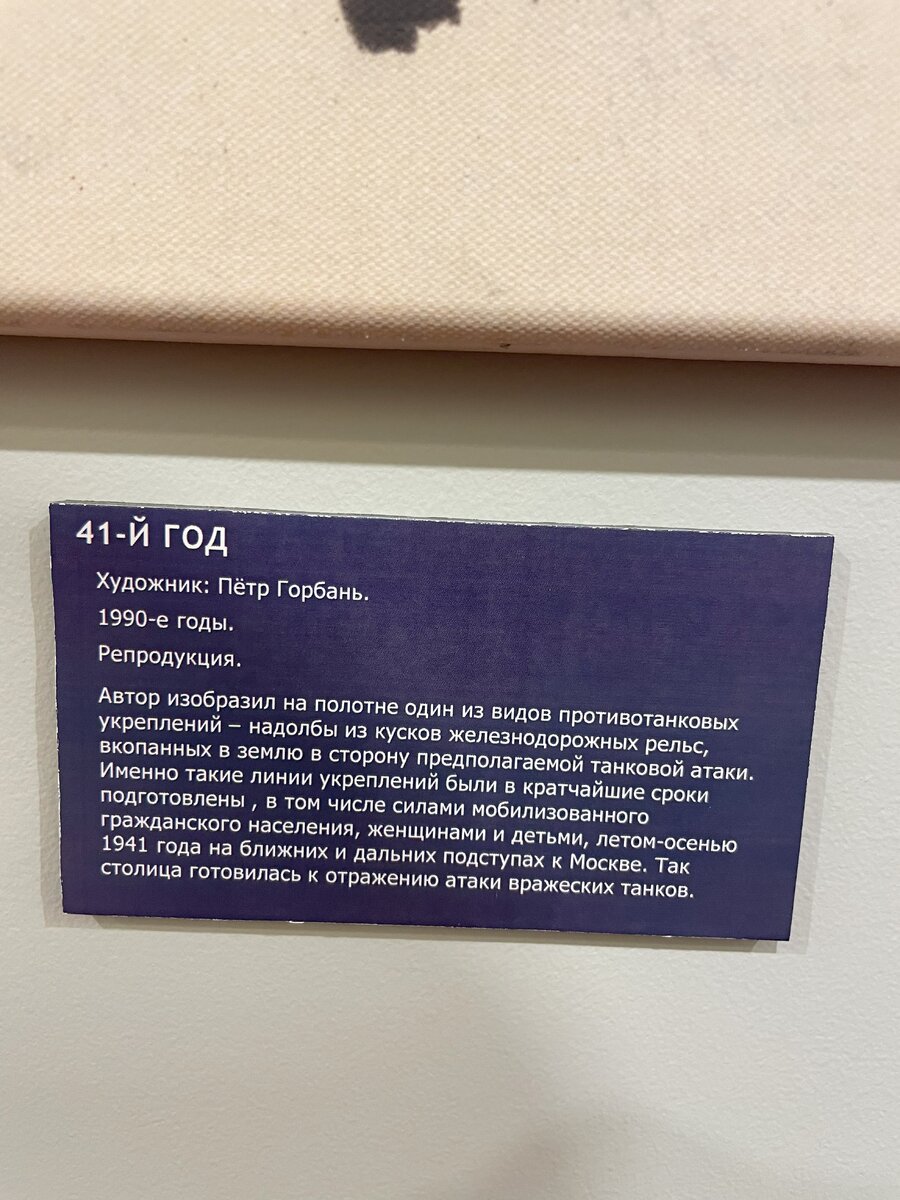 41-Й ГОД
Художник: Пётр Горбань.
1990-е годы.
Репродукция.
Автор изобразил на полотне один из видов противотанковых
укреплений – надолбы из кусков железнодорожных рельс,
вкопанных в землю в сторону предполагаемой танковой атаки.
Именно такие линии укреплений были в кратчайшие сроки
подготовлены , в том числе силами мобилизованного
гражданского населения, женщинами и детьми, летом-осенью
1941 года на ближних и дальних подступах к Москве. Так
столица готовилась к отражению атаки вражеских танков.